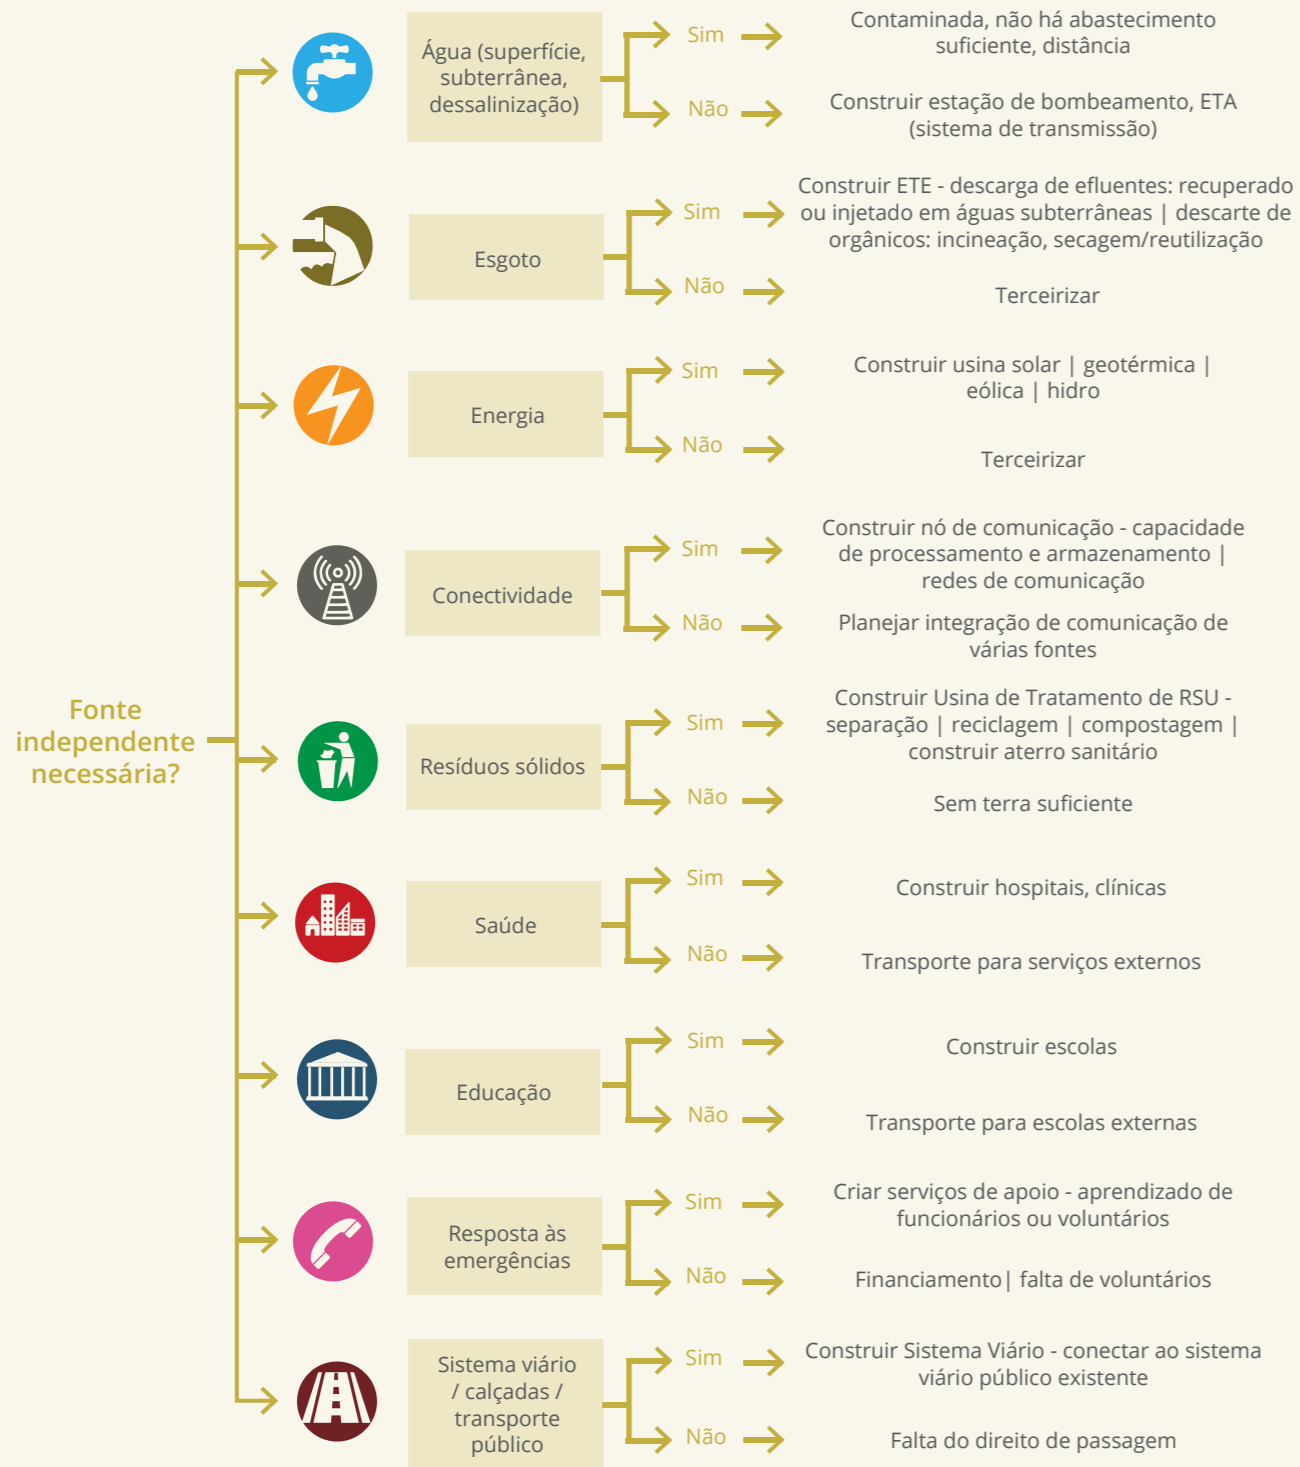 Fonte
independente
necessária?
Água (superfície,
subterrânea,
dessalinização)
Sim
Contaminada, não há abastecimento
suficiente, distância
Não
Construir estação de bombeamento, ETA
(sistema de transmissão)
Esgoto
Sim
Construir ETE - descarga de efluentes: recuperado
ou injetado em águas subterrâneas | descarte de
orgânicos: incineação, secagem/reutilização
Não
Terceirizar
Energia
Sim
Construir usina solar | geotérmica |
eólica | hidro
Não
Terceirizar
Conectividade
Sim
Construir nó de comunicação - capacidade
de processamento e armazenamento |
redes de comunicação
Não
Planejar integração de comunicação de
várias fontes
Resíduos sólidos
Sim
Construir Usina de Tratamento de RSU -
separação | reciclagem | compostagem |
construir aterro sanitário
Não
Sem terra suficiente
Saúde
Sim
Construir hospitais, clínicas
Não
Transporte para serviços externos
Educação
Sim
Construir escolas
Não
Transporte para escolas externas
Resposta às
emergências
Sim
Criar serviços de apoio - aprendizado de
funcionários ou voluntários
Não
Financiamento| falta de voluntários
Sistema viário
/ calçadas /
transporte
público
Sim
Construir Sistema Viário - conectar ao sistema
viário público existente
Não
Falta do direito de passagem